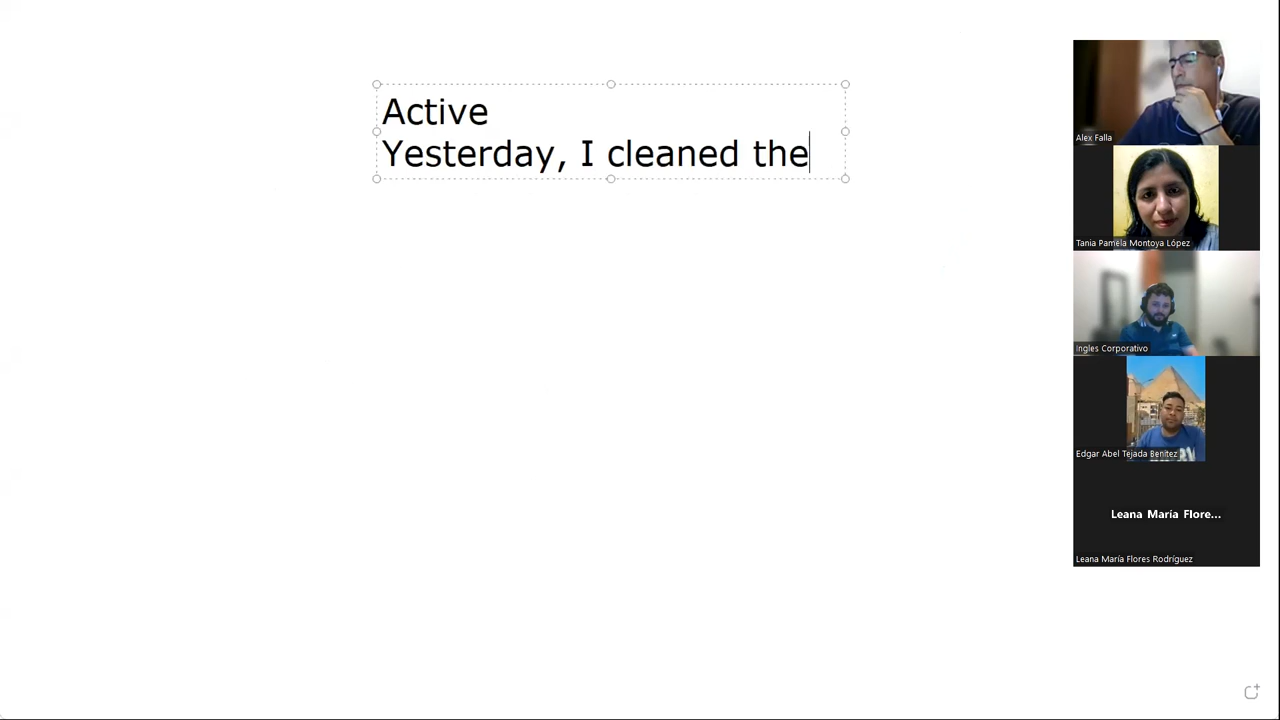 Active
Yesterday, I cleaned the
Alex Falla
Tania Pamela Montoya López
Ingles Corporativo
Edgar Abel Tejada Benitez
Leana María Flore...
Leana María Flores Rodríguez